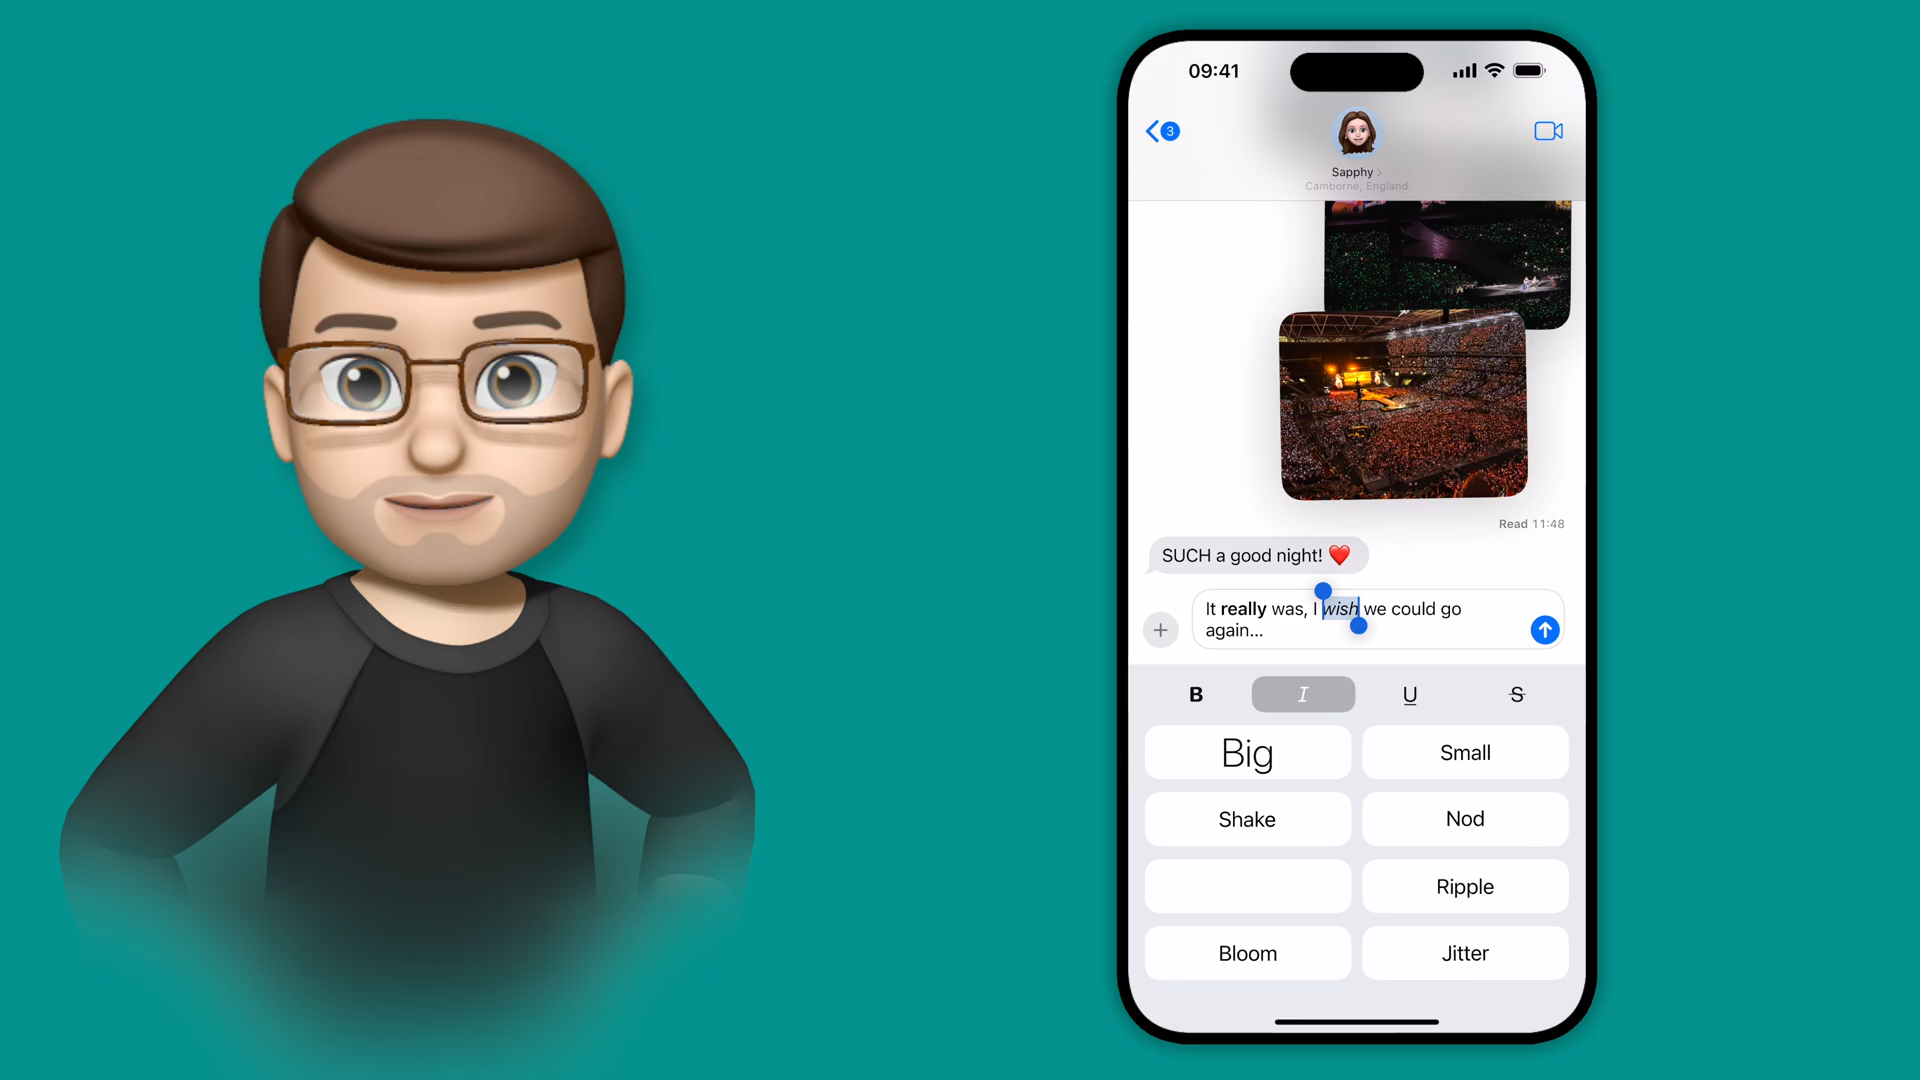 09:41
3
Sapphy
Camborne, England
Read 11:48
SUCH a good night! ❤️
It really was, I wish we could go
again...
B I U S
Big Small
Shake Nod
Ripple
Bloom Jitter